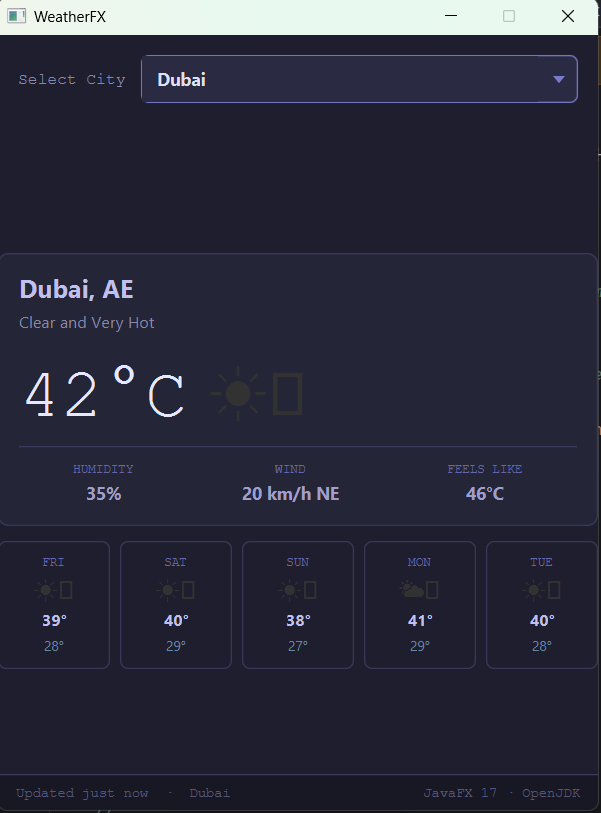 WeatherFX
Select City Dubai
Dubai, AE
Clear and Very Hot
42°C ☀
HUMIDITY WIND FEELS LIKE
35% 20 km/h NE 46°C
FRI SAT SUN MON TUE
39° 40° 38° 41° 40°
28° 29° 27° 29° 28°
Updated just now · Dubai JavaFX 17 · OpenJDK